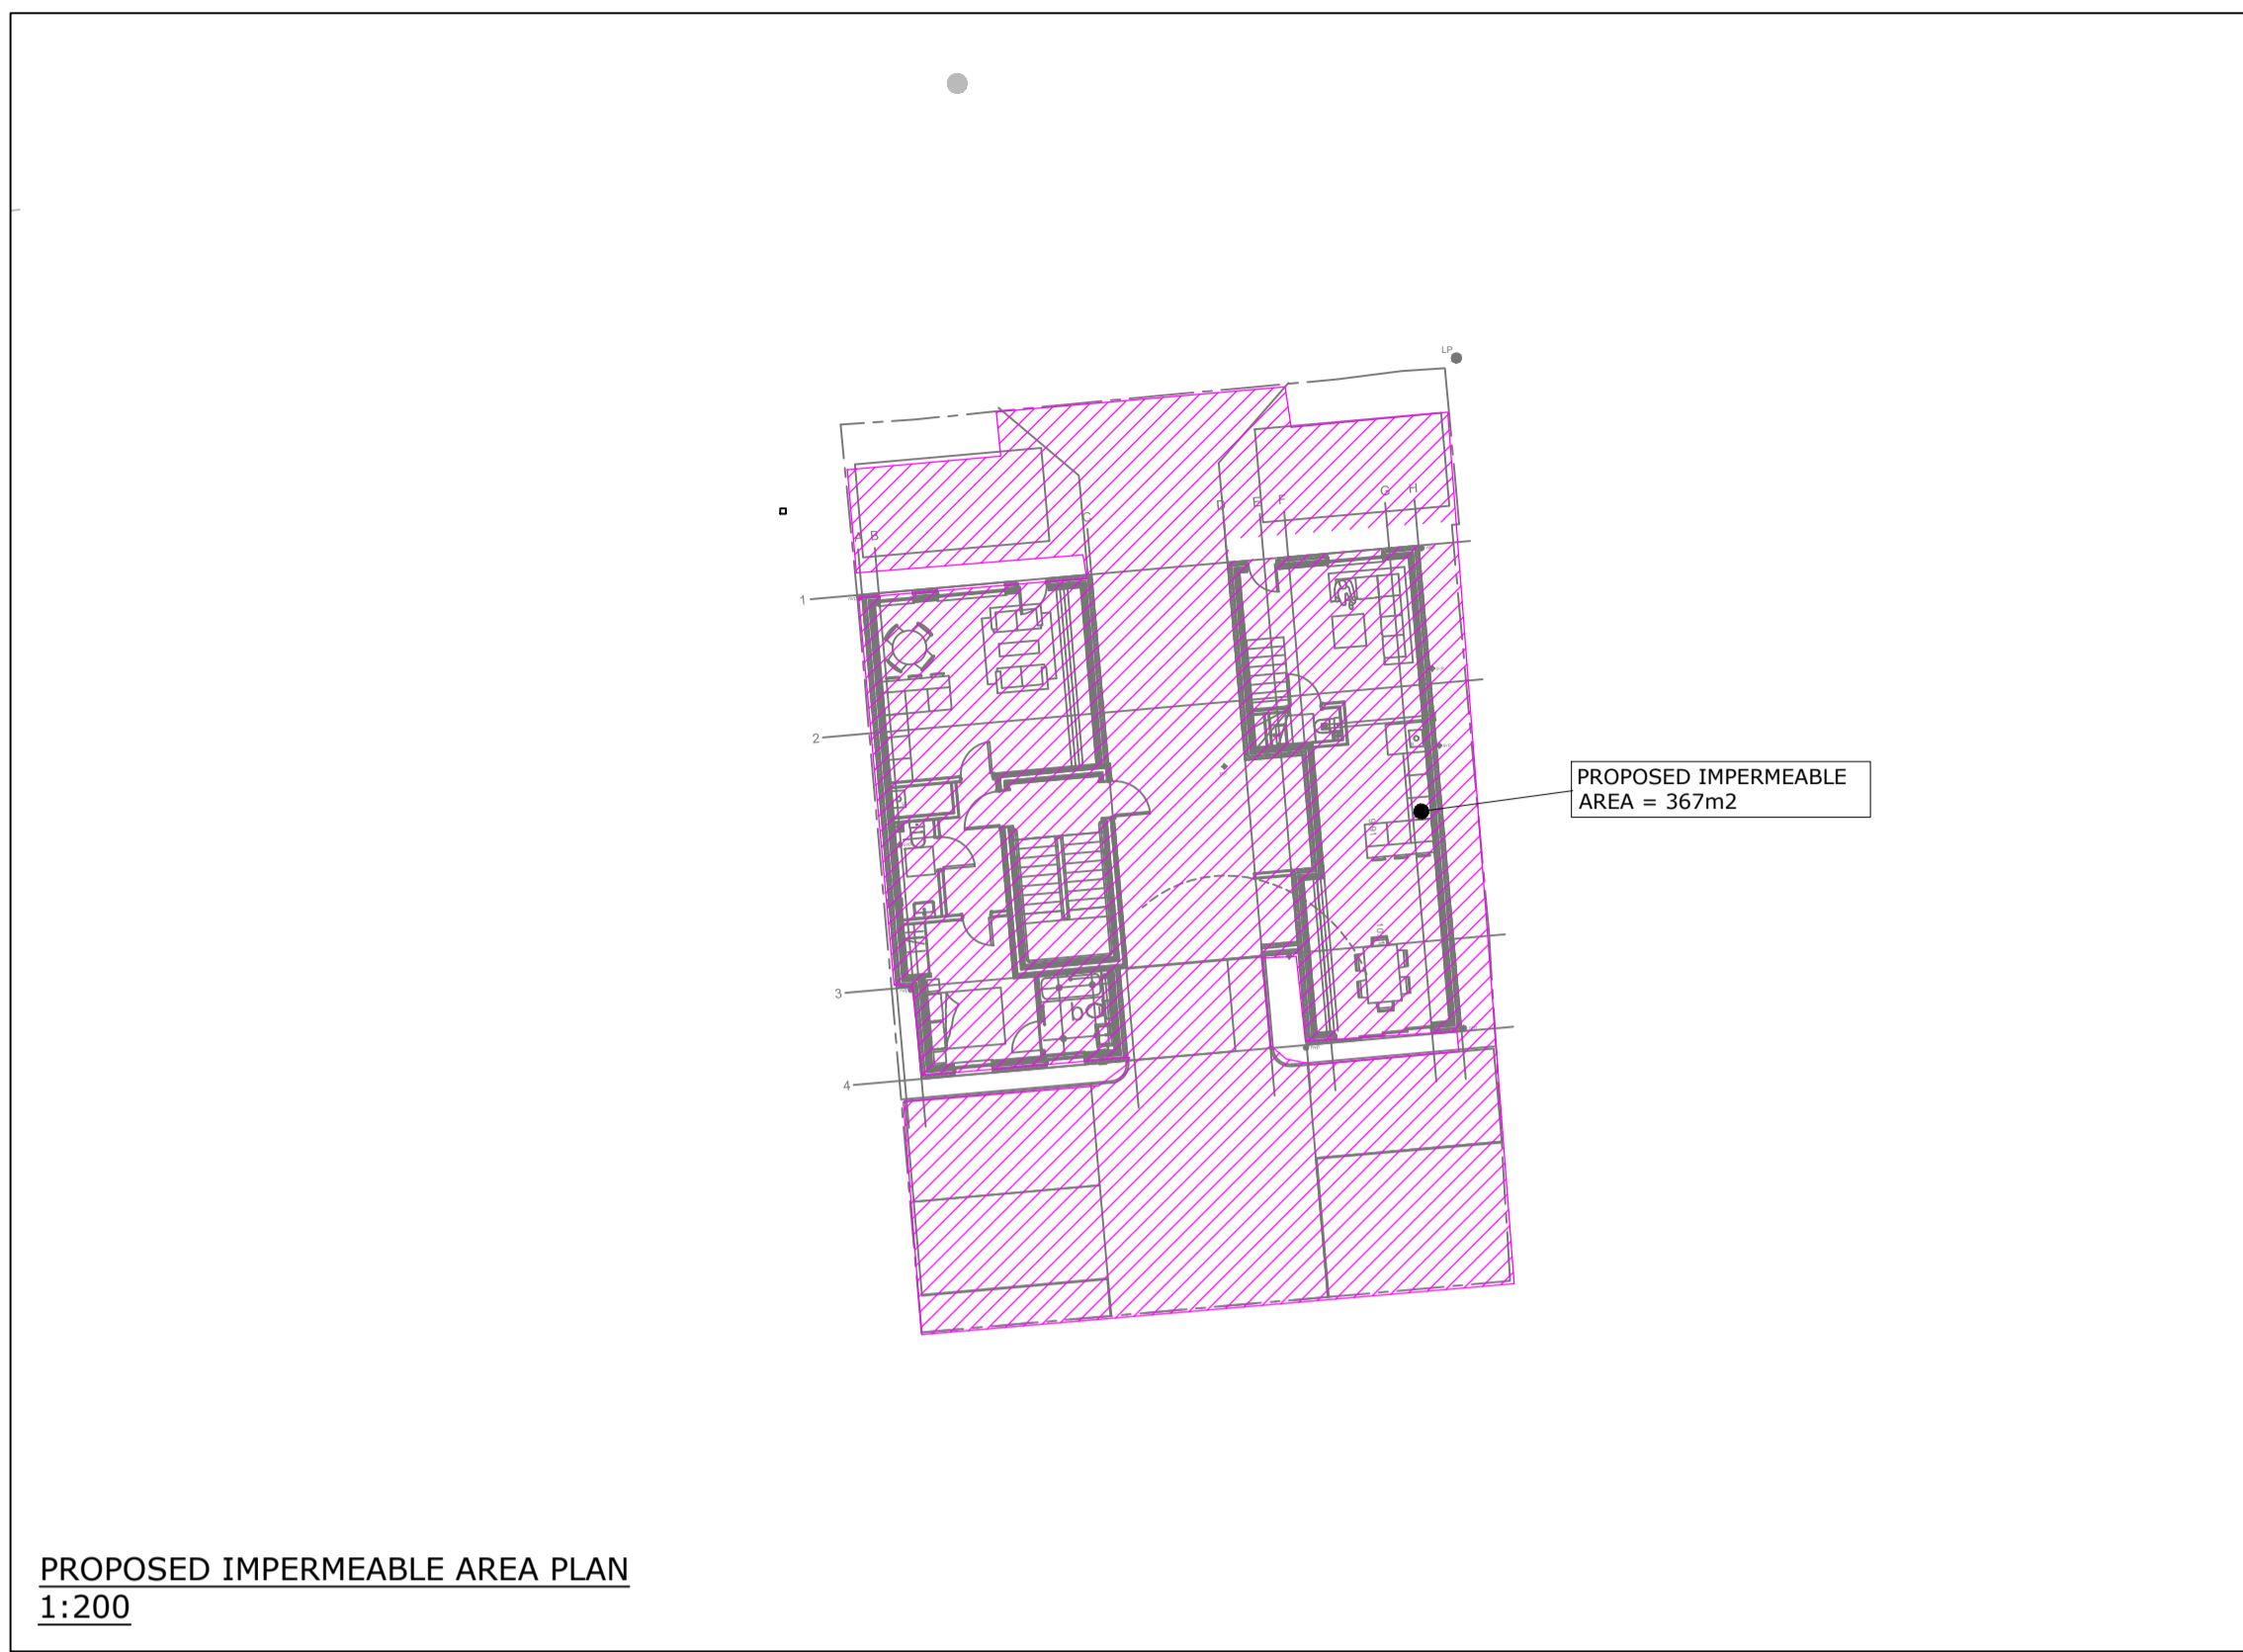 LP
A B
C
D
E
F
G
H
1
2
3
4
PROPOSED IMPERMEABLE
AREA = 367m2
PROPOSED IMPERMEABLE AREA PLAN
1:200